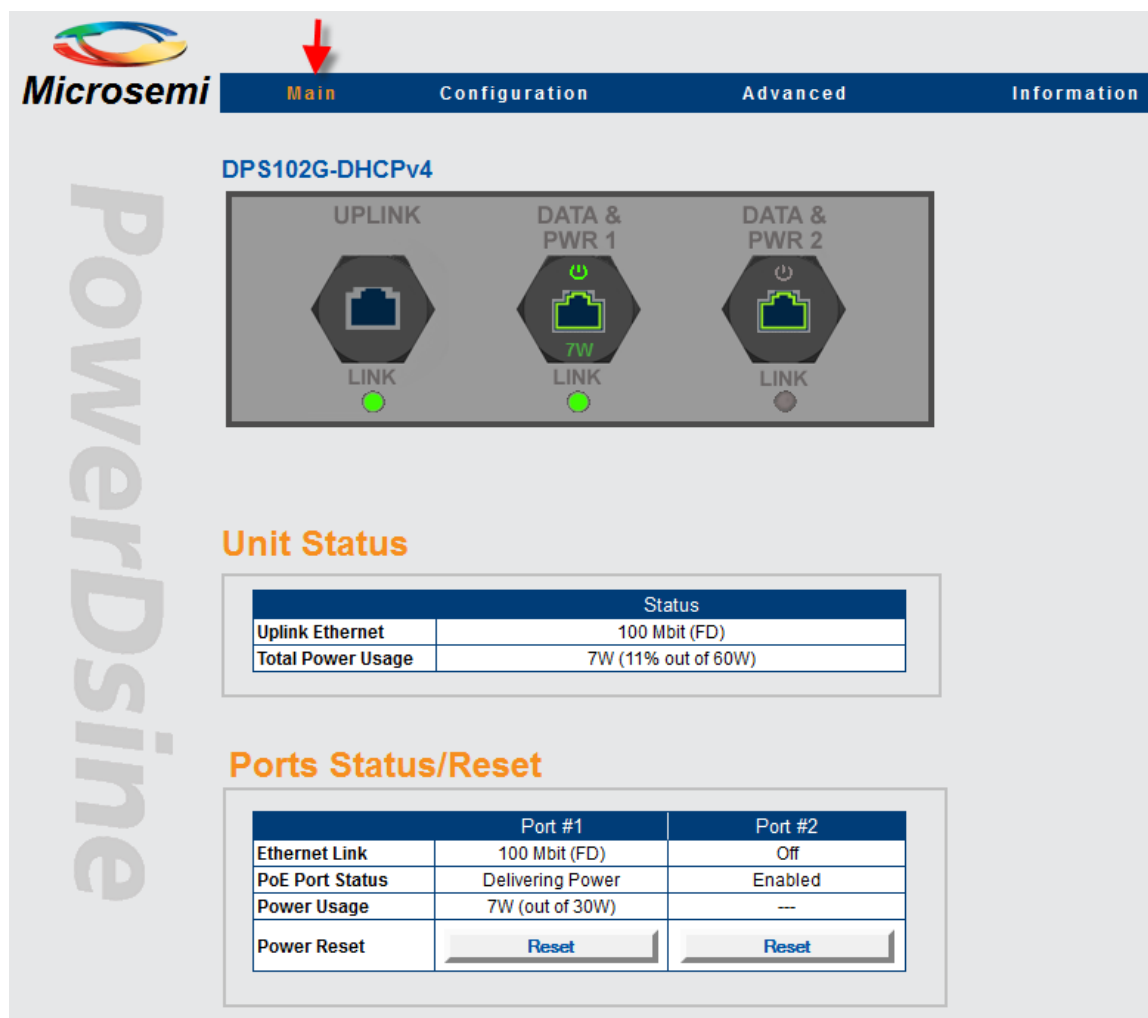 Microsemi
Main Configuration Advanced Information
PowerDsine
DPS102G-DHCPv4
UPLINK DATA & PWR 1 DATA & PWR 2
7W
LINK LINK LINK
Unit Status
Status
Uplink Ethernet 100 Mbit (FD)
Total Power Usage 7W (11% out of 60W)
Ports Status/Reset
Port #1 Port #2
Ethernet Link 100 Mbit (FD) Off
PoE Port Status Delivering Power Enabled
Power Usage 7W (out of 30W) ---
Power Reset Reset Reset